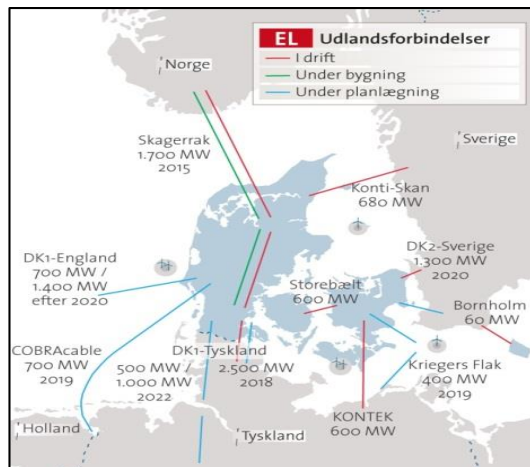 EL Udlandsforbindelser
I drift
Under bygning
Under planlægning
Norge
Sverige
Skagerrak
1.700 MW
2015
Konti-Skan
680 MW
DK1-England
700 MW /
1.400 MW
efter 2020
DK2-Sverige
1.300 MW
2020
Storebælt
600 MW
Bornholm
60 MW
COBRAcable
700 MW
2019
DK1-Tyskland
500 MW /
1.000 MW
2022
2.500 MW
2018
Kriegers Flak
400 MW
2019
KONTEK
600 MW
Holland
Tyskland